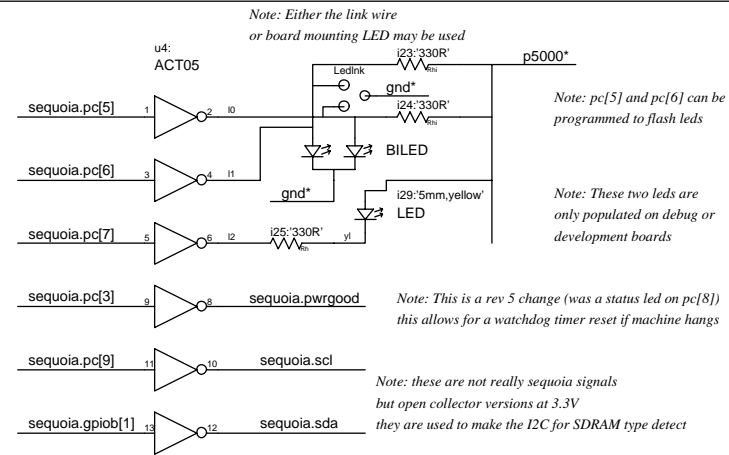 Note: Either the link wire
or board mounting LED may be used
u4:
ACT05
i23:'330R'
Rhi
p5000*
Ledlnk
gnd*
sequoia.pc[5]
1
2
l0
i24:'330R'
Rhi
Note: pc[5] and pc[6] can be
programmed to flash leds
BILED
sequoia.pc[6]
3
4
l1
gnd*
i29:'5mm,yellow'
LED
Note: These two leds are
only populated on debug or
development boards
sequoia.pc[7]
5
6
l2
i25:'330R'
Rh
yl
sequoia.pc[3]
9
8
sequoia.pwrgood
Note: This is a rev 5 change (was a status led on pc[8])
this allows for a watchdog timer reset if machine hangs
sequoia.pc[9]
11
10
sequoia.scl
Note: these are not really sequoia signals
but open collector versions at 3.3V
they are used to make the I2C for SDRAM type detect
sequoia.gpiob[1]
13
12
sequoia.sda